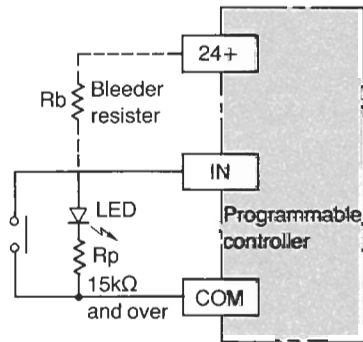 24+
Rb
Bleeder
resister
IN
LED
Programmable
controller
Rp
15kΩ
and over
COM